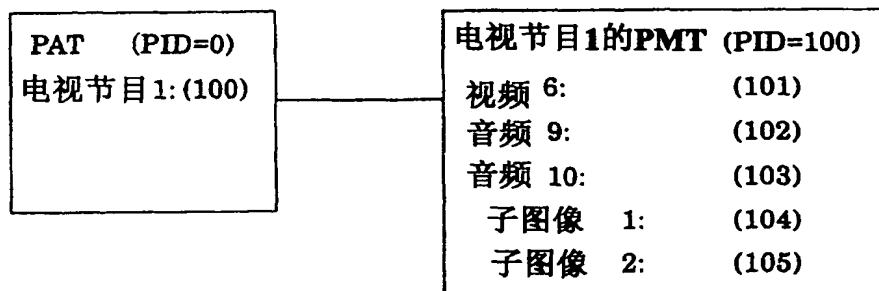 PAT (PID=0)
电视节目1:(100)
电视节目1的PMT (PID=100)
视频 6: (101)
音频 9: (102)
音频 10: (103)
子图像 1: (104)
子图像 2: (105)